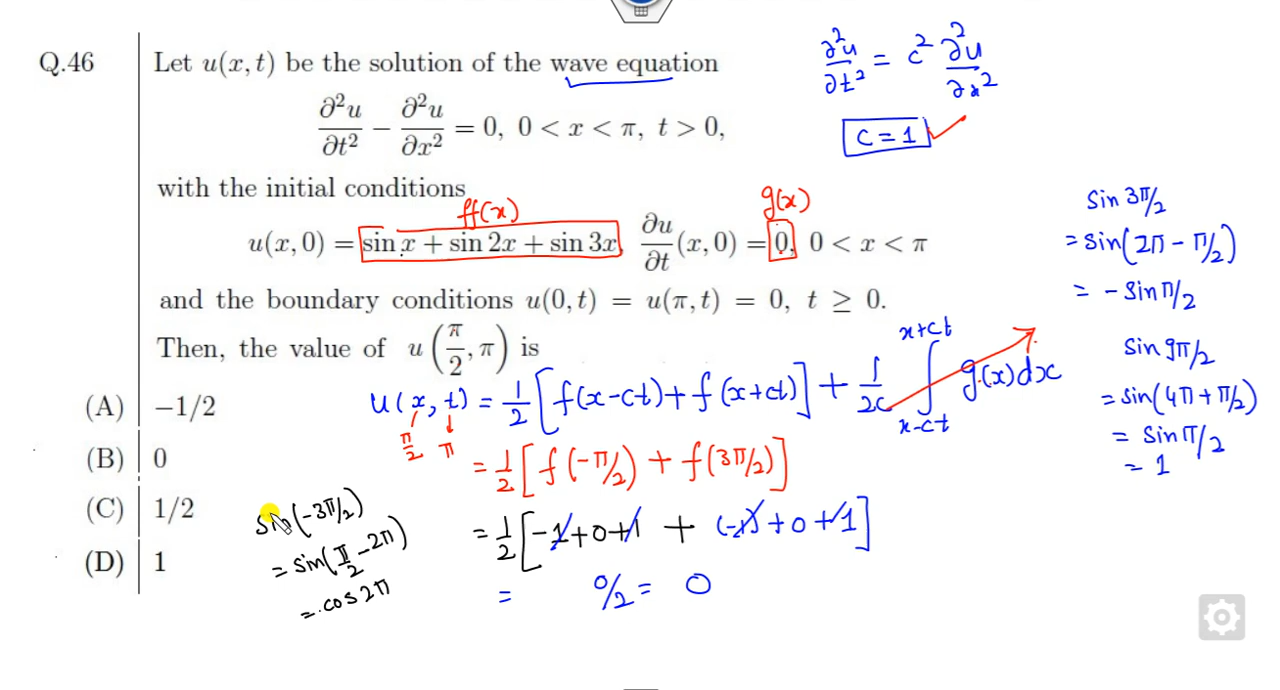 Q.46 Let u(x, t) be the solution of the wave equation
∂²u/∂t² − ∂²u/∂x² = 0, 0 < x < π, t > 0,
with the initial conditions
ff(x) g(x)
u(x, 0) = sin x + sin 2x + sin 3x, ∂u/∂t (x, 0) = 0, 0 < x < π
and the boundary conditions u(0, t) = u(π, t) = 0, t ≥ 0.
Then, the value of u(π/2, π) is
(A) −1/2
(B) 0
(C) 1/2
(D) 1
∂²u/∂t² = c² ∂²u/∂x²
c = 1
u(x, t) = 1/2 [f(x-ct) + f(x+ct)] + 1/2c ∫_{x-ct}^{x+ct} g(x)dx
π/2 π
= 1/2 [f(-π/2) + f(3π/2)]
= 1/2 [-1+0+1 + (-1)+0+1]
= 0/2 = 0
sin(-3π/2)
= sin(π/2 - 2π)
= cos 2π
Sin 3π/2
= sin(2π - π/2)
= - Sin π/2
Sin 9π/2
= sin(4π + π/2)
= Sin π/2
= 1